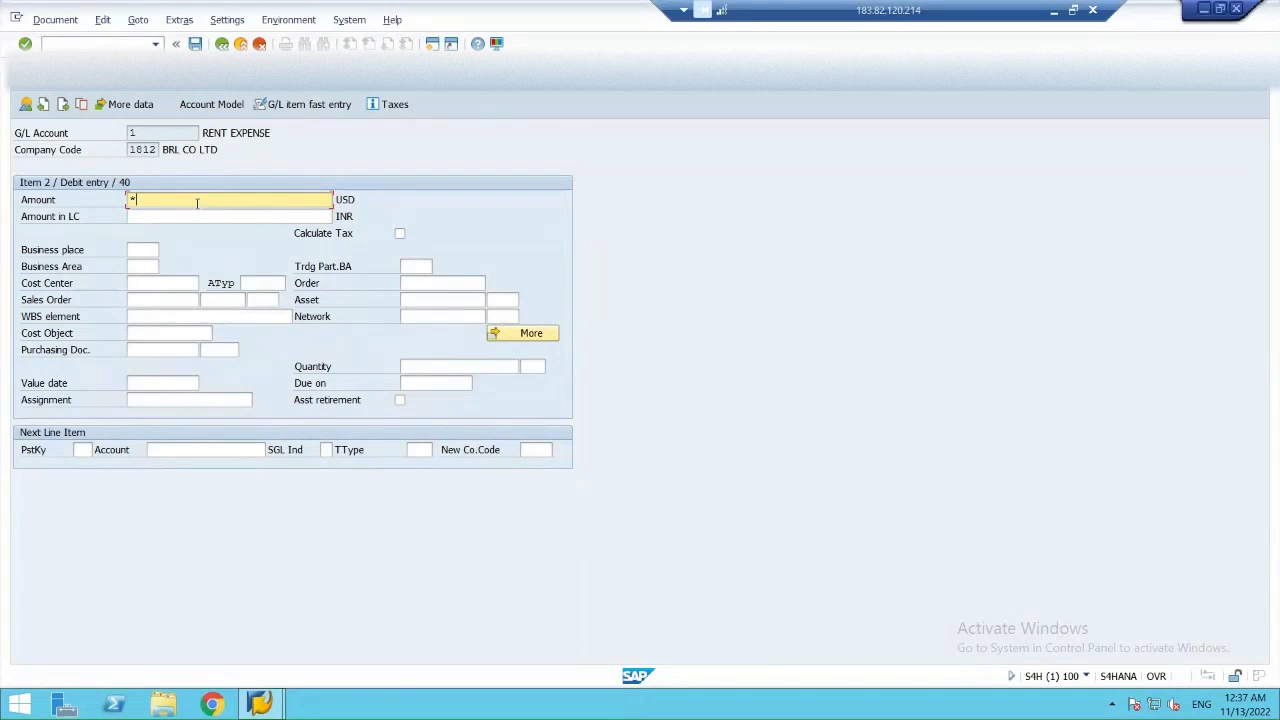 183.82.120.214
Document Edit Goto Extras Settings Environment System Help
More data Account Model G/L item fast entry Taxes
G/L Account 1 RENT EXPENSE
Company Code 1812 BRL CO LTD
Item 2 / Debit entry / 40
Amount * USD
Amount in LC INR
Calculate Tax
Business place
Business Area Trdg Part.BA
Cost Center ATyp Order
Sales Order Asset
WBS element Network
Cost Object More
Purchasing Doc.
Quantity
Value date Due on
Assignment Asst retirement
Next Line Item
PstKy Account SGL Ind TType New Co.Code
Activate Windows
Go to System in Control Panel to activate Windows.
SAP S4H (1) 100 S4HANA OVR
ENG 12:37 AM
11/13/2022